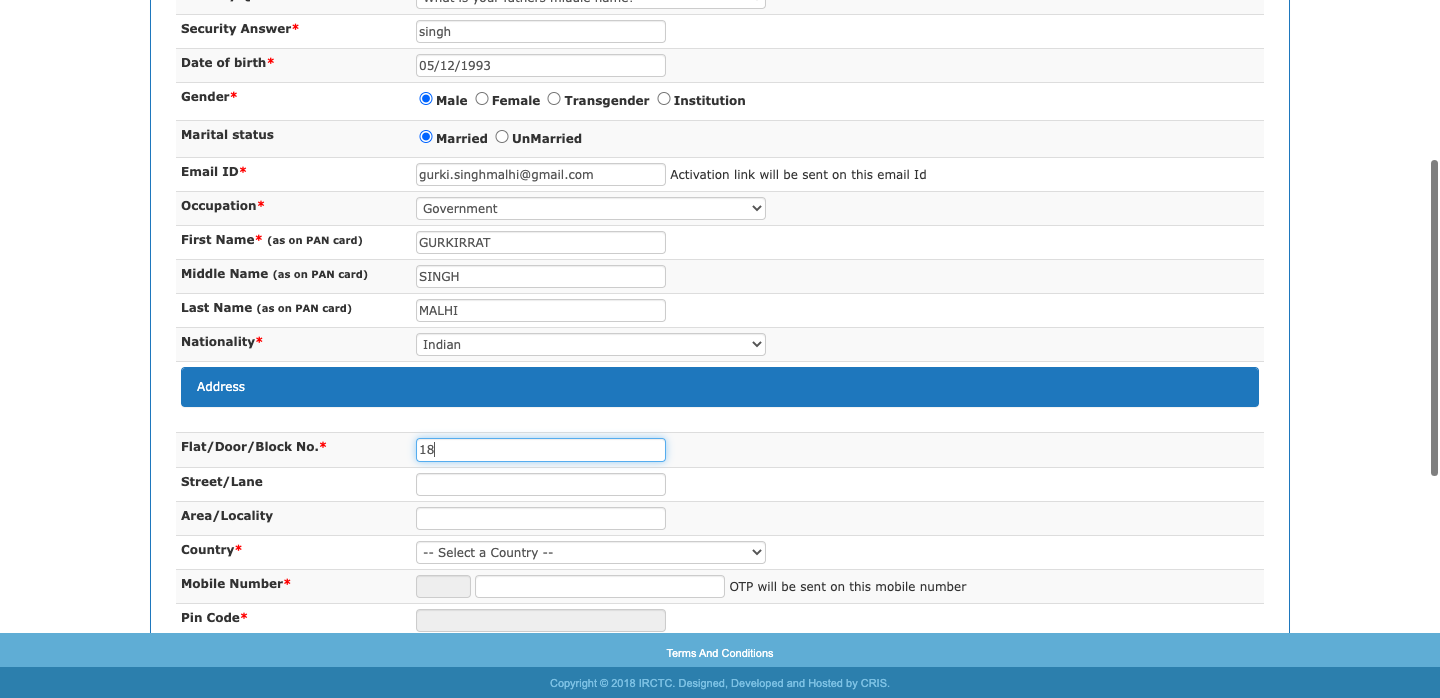 Security Answer* singh
Date of birth* 05/12/1993
Gender* Male Female Transgender Institution
Marital status Married UnMarried
Email ID* gurki.singhmalhi@gmail.com Activation link will be sent on this email Id
Occupation* Government
First Name* (as on PAN card) GURKIRRAT
Middle Name (as on PAN card) SINGH
Last Name (as on PAN card) MALHI
Nationality* Indian
Address
Flat/Door/Block No.* 18
Street/Lane
Area/Locality
Country* -- Select a Country --
Mobile Number* OTP will be sent on this mobile number
Pin Code*
Terms And Conditions
Copyright © 2018 IRCTC. Designed, Developed and Hosted by CRIS.